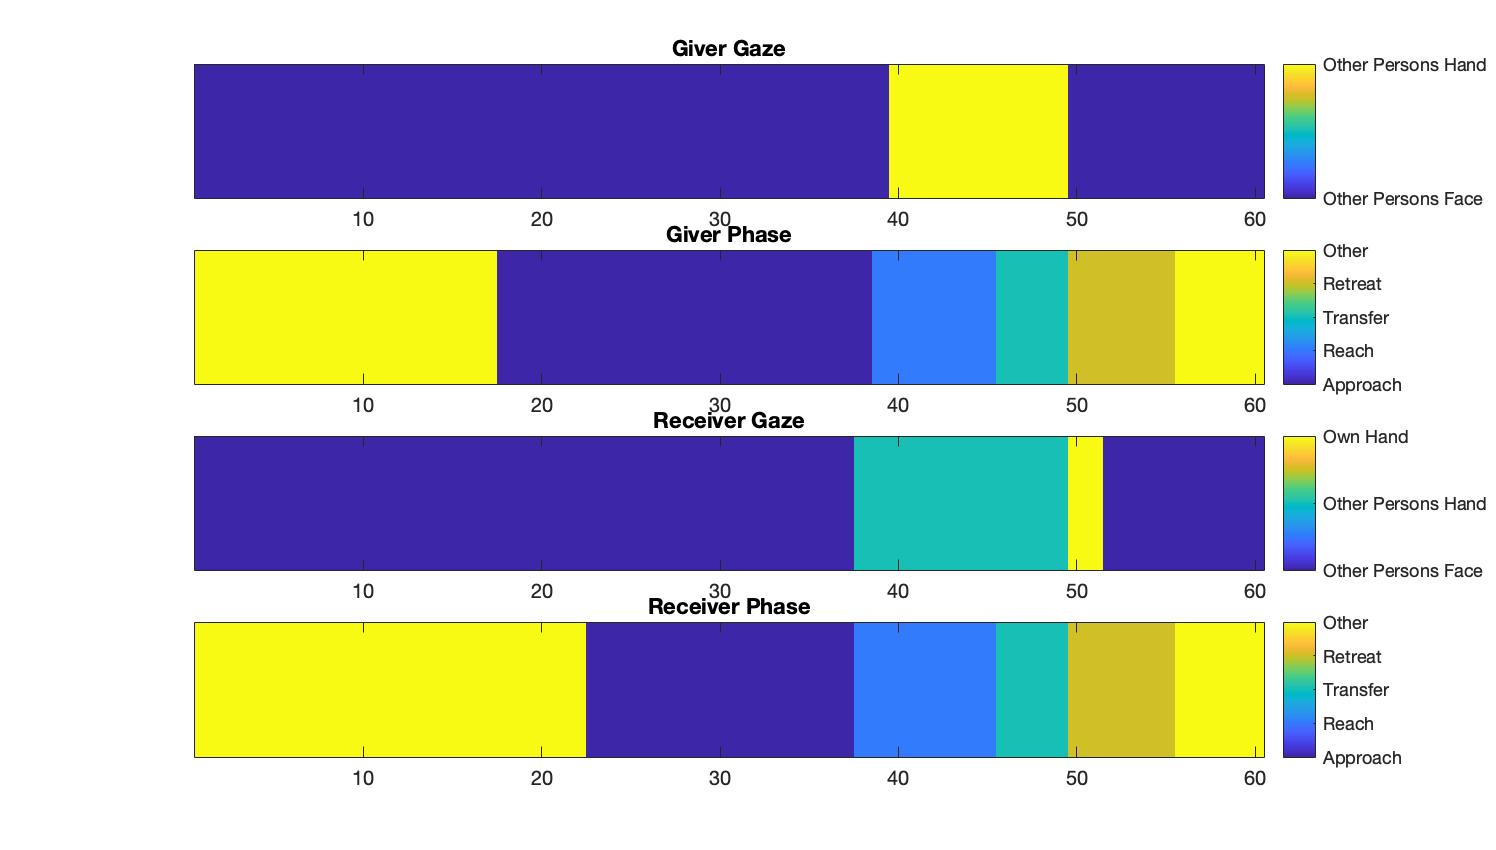 Giver Gaze
Other Persons Hand
Other Persons Face
10 20 30 40 50 60
Giver Phase
Other
Retreat
Transfer
Reach
Approach
10 20 30 40 50 60
Receiver Gaze
Own Hand
Other Persons Hand
Other Persons Face
10 20 30 40 50 60
Receiver Phase
Other
Retreat
Transfer
Reach
Approach
10 20 30 40 50 60